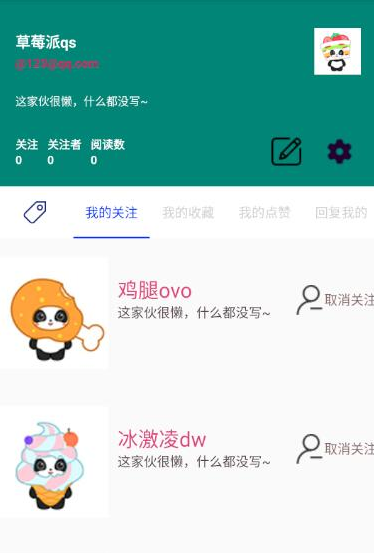 草莓派qs
@123@qq.com
这家伙很懒，什么都没写~
关注 关注者 阅读数
0 0 0
我的关注 我的收藏 我的点赞 回复我的
鸡腿ovo
这家伙很懒，什么都没写~
取消关注
冰激凌dw
这家伙很懒，什么都没写~
取消关注